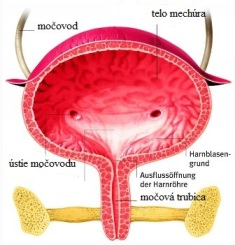 močovod
telo mechúra
ústie močovodu
Harnblasen-
grund
Ausflussöffnung
der Harnröhre
močová trubica